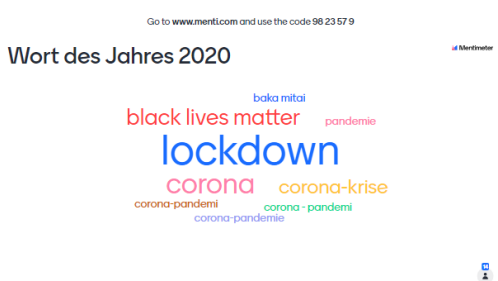 Go to www.menti.com and use the code 98 23 57 9
Wort des Jahres 2020
Mentimeter
baka mitai
black lives matter
pandemie
lockdown
corona
corona-krise
corona-pandemi
corona - pandemi
corona-pandemie